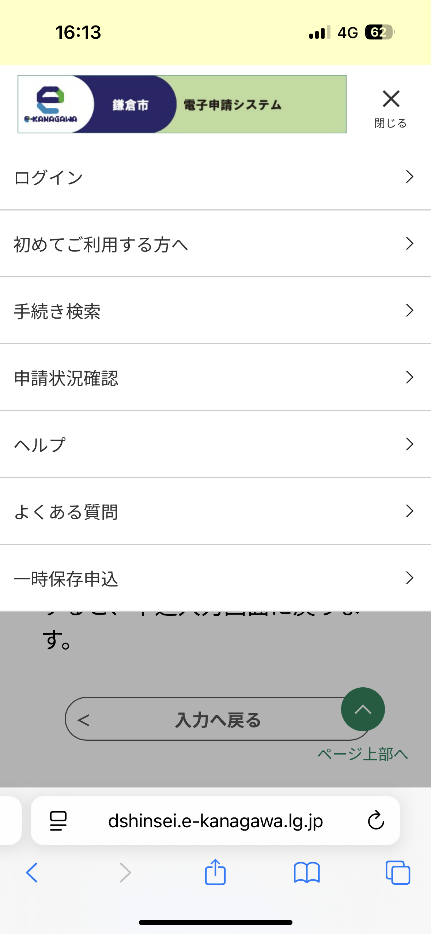 16:13
4G
62
e-KANAGAWA
鎌倉市
電子申請システム
閉じる
ログイン
初めてご利用する方へ
手続き検索
申請状況確認
ヘルプ
よくある質問
一時保存申込
す。
入力へ戻る
ページ上部へ
dshinsei.e-kanagawa.lg.jp